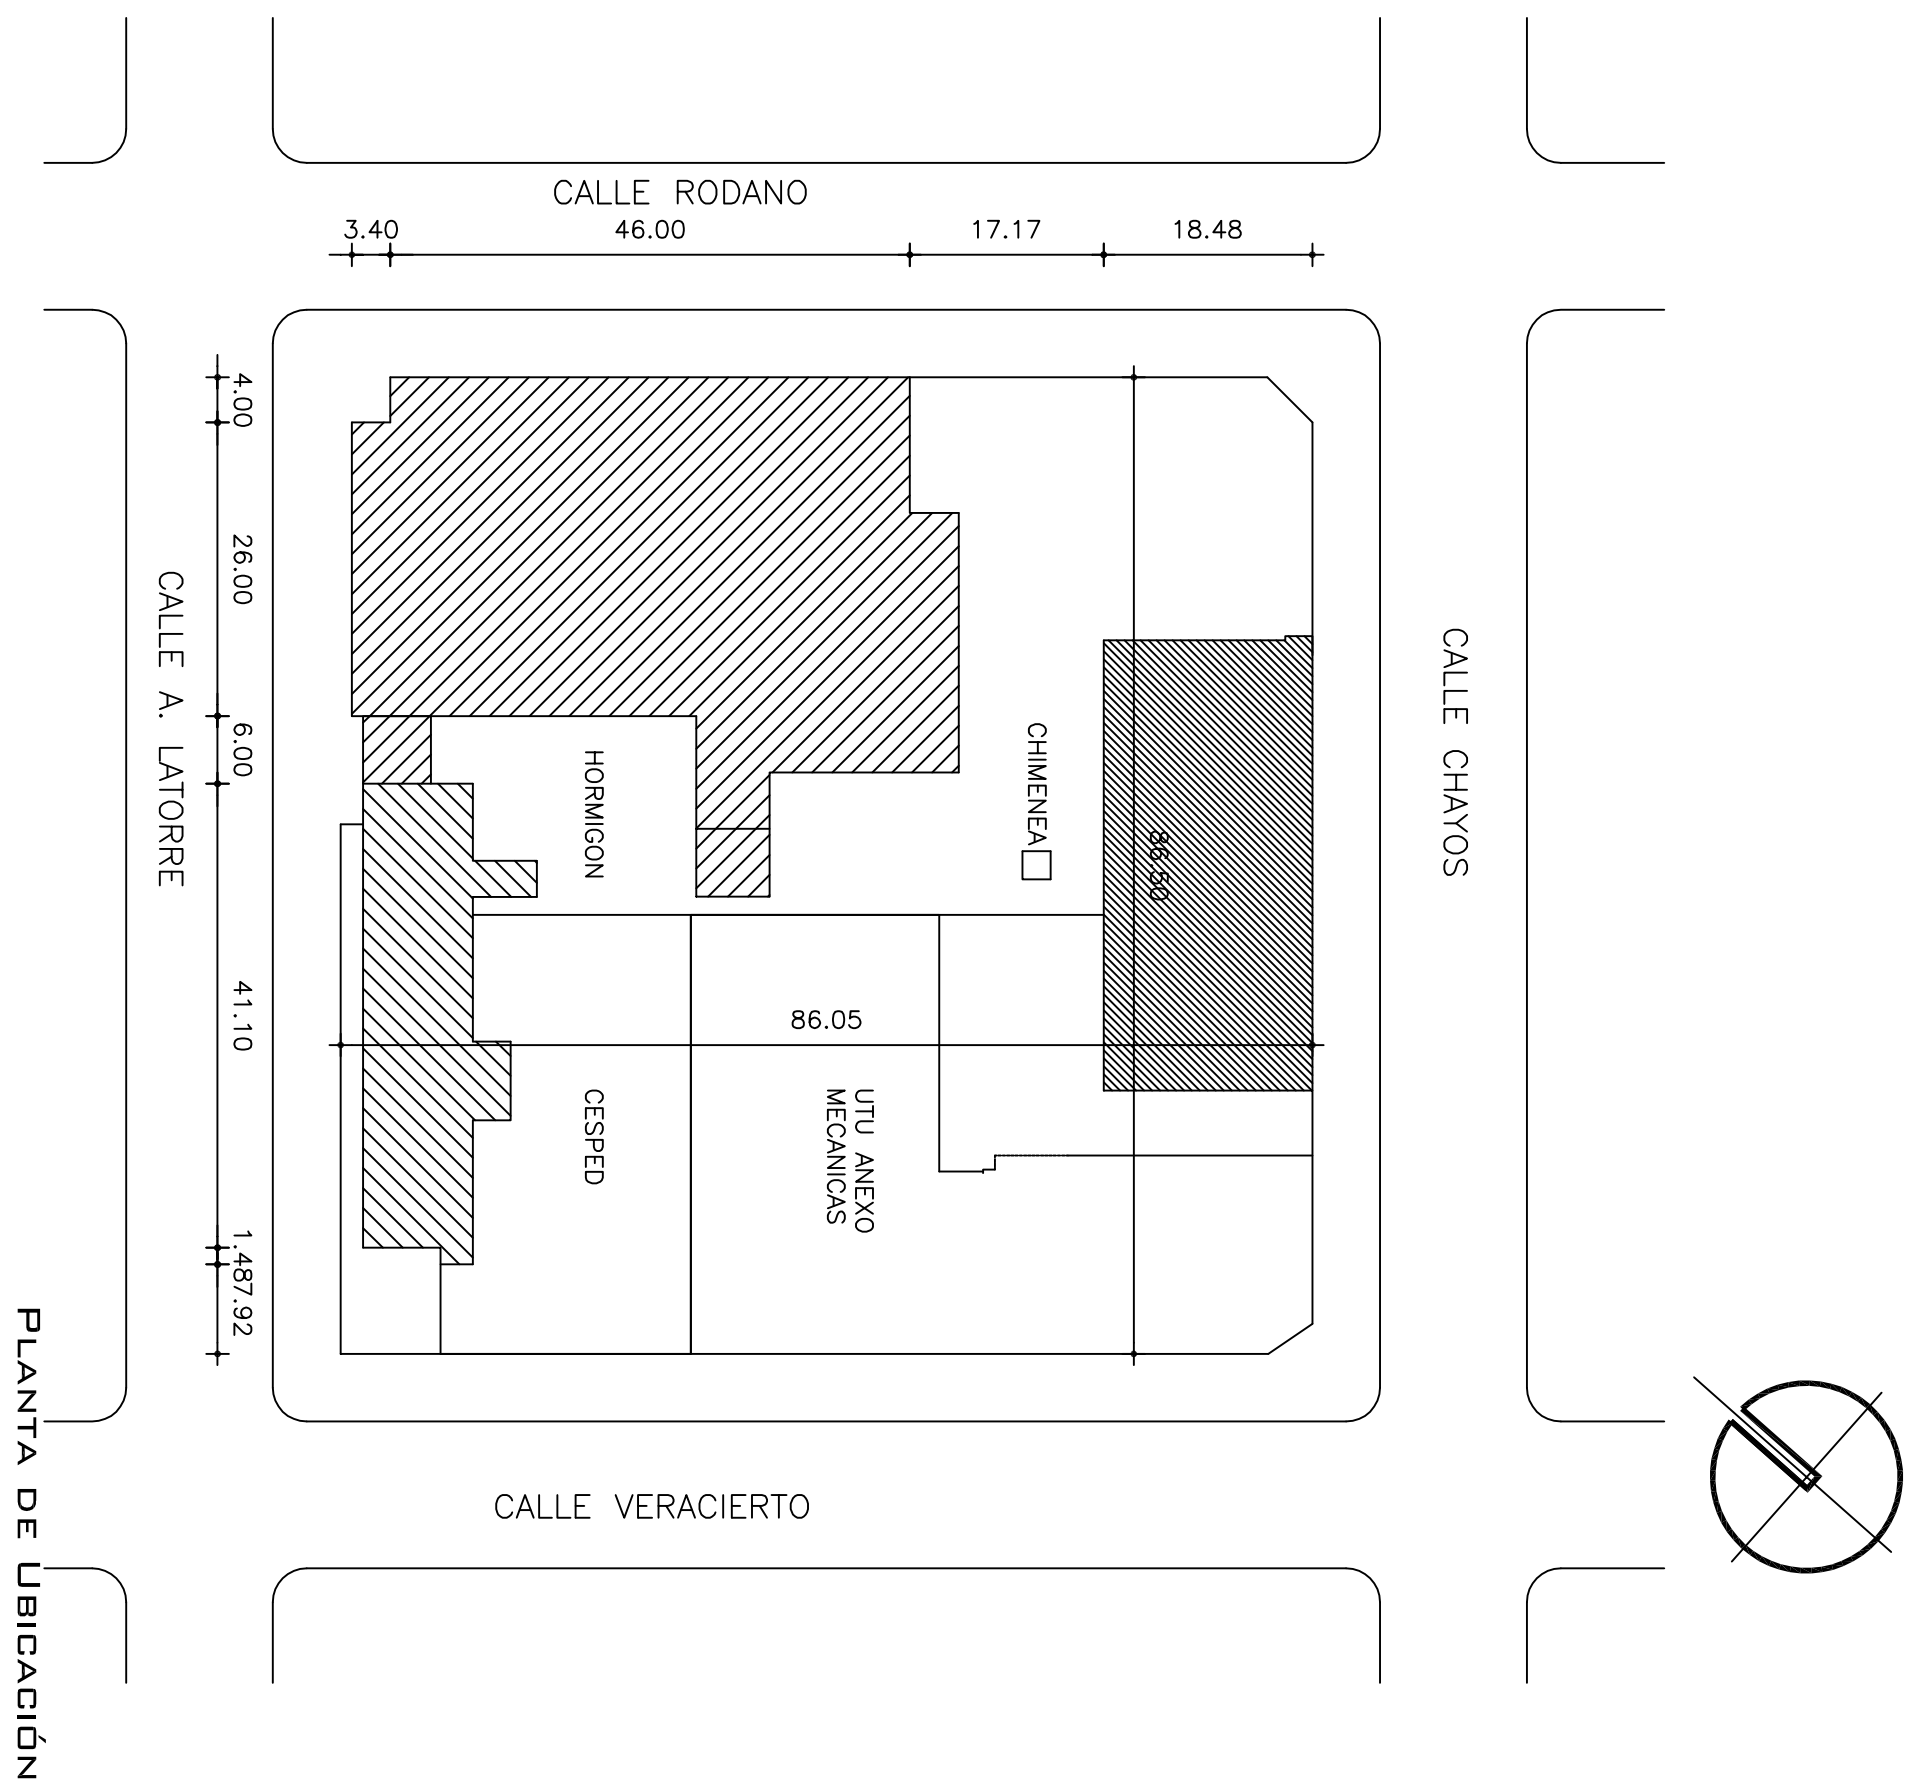 CALLE RODANO
3.40
46.00
17.17
18.48
4.00
26.00
6.00
41.10
1.48
7.92
CALLE A. LATORRE
CALLE CHAYOS
HORMIGON
CHIMENEA
86.50
86.05
CESPED
UTU ANEXO
MECANICAS
CALLE VERACIERTO
PLANTA DE UBICACIÓN